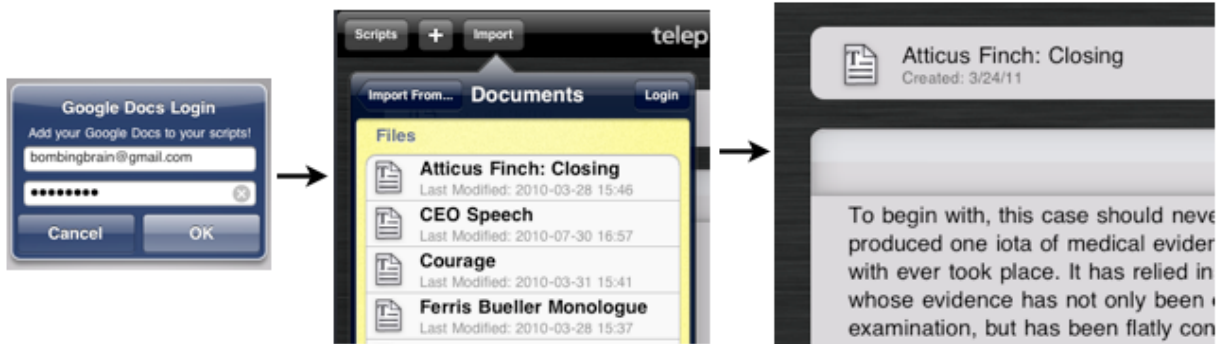 Google Docs Login
Add your Google Docs to your scripts!
bombingbrain@gmail.com
••••••••
Cancel OK
Scripts + Import telep
Import From... Documents Login
Files
Atticus Finch: Closing
Last Modified: 2010-03-28 15:46
CEO Speech
Last Modified: 2010-07-30 16:57
Courage
Last Modified: 2010-03-31 15:41
Ferris Bueller Monologue
Last Modified: 2010-03-28 15:37
Atticus Finch: Closing
Created: 3/24/11
To begin with, this case should neve
produced one iota of medical eviden
with ever took place. It has relied in
whose evidence has not only been
examination, but has been flatly con